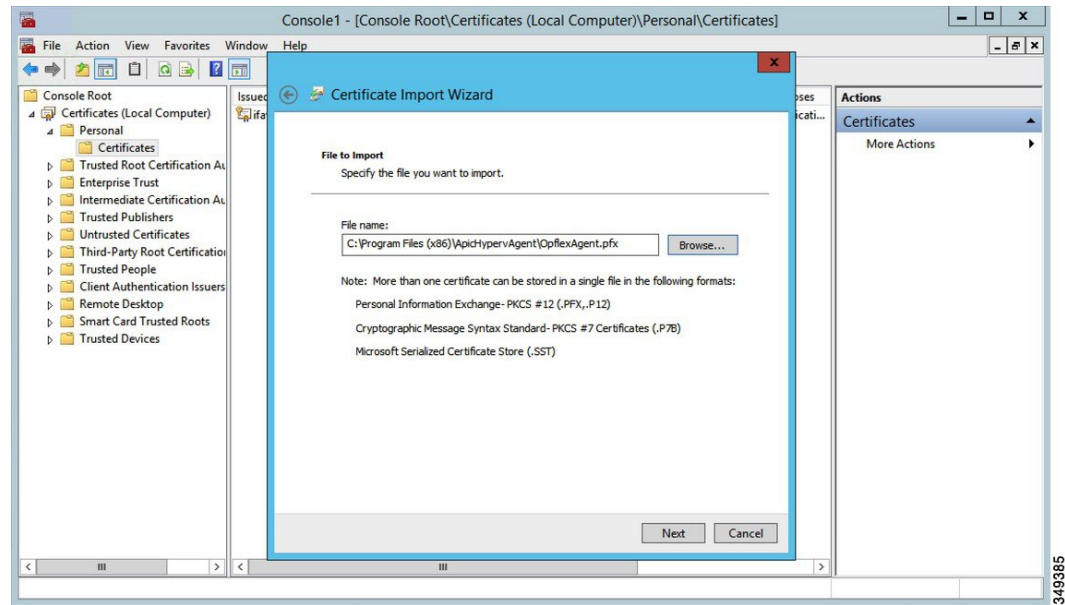 Console1 - [Console Root\Certificates (Local Computer)\Personal\Certificates]
File Action View Favorites Window Help
Console Root
Certificates (Local Computer)
Personal
Certificates
Trusted Root Certification Au
Enterprise Trust
Intermediate Certification Au
Trusted Publishers
Untrusted Certificates
Third-Party Root Certification
Trusted People
Client Authentication Issuers
Remote Desktop
Smart Card Trusted Roots
Trusted Devices
Issued
ifa
Certificate Import Wizard
File to Import
Specify the file you want to import.
File name:
C:\Program Files (x86)\ApicHypervAgent\OpflexAgent.pfx Browse...
Note: More than one certificate can be stored in a single file in the following formats:
Personal Information Exchange- PKCS #12 (.PFX,.P12)
Cryptographic Message Syntax Standard- PKCS #7 Certificates (.P7B)
Microsoft Serialized Certificate Store (.SST)
Next Cancel
oses
icati...
Actions
Certificates
More Actions
349385